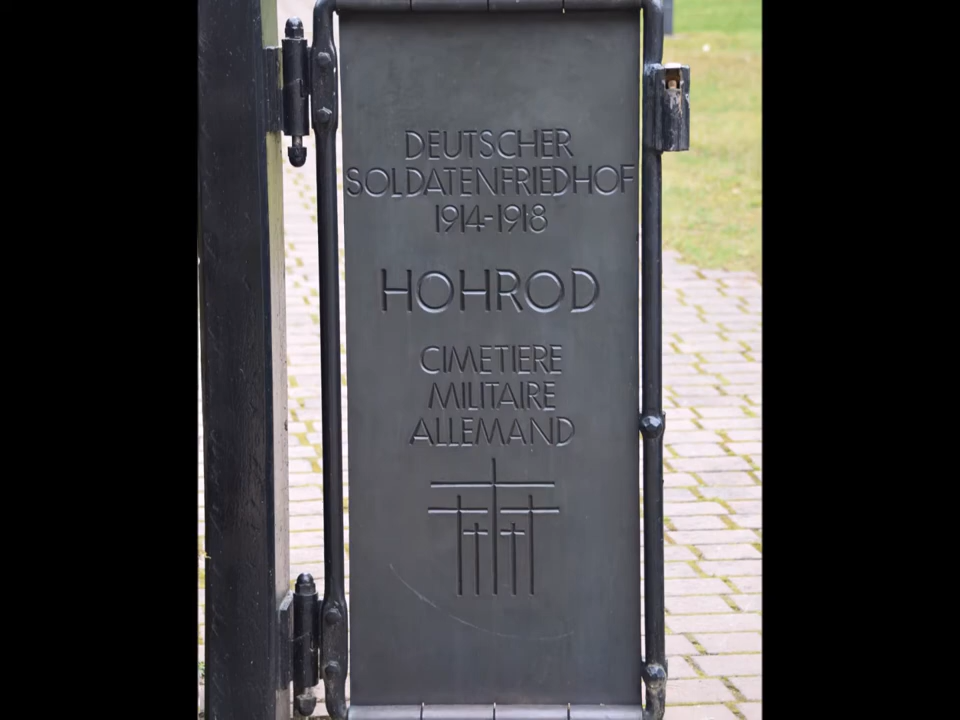 DEUTSCHER
SOLDATENFRIEDHOF
1914-1918
HOHROD
CIMETIERE
MILITAIRE
ALLEMAND